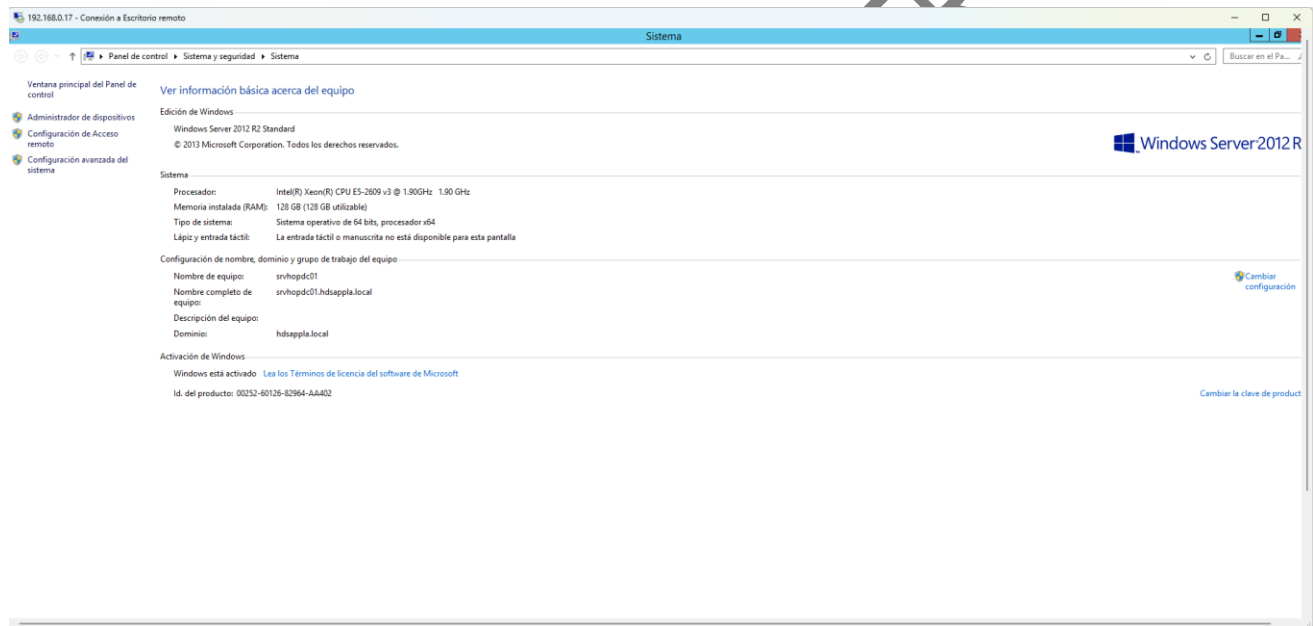 192.168.0.17 - Conexión a Escritorio remoto
Sistema
Panel de control Sistema y seguridad Sistema
Buscar en el Pa...
Ventana principal del Panel de
control
Administrador de dispositivos
Configuración de Acceso
remoto
Configuración avanzada del
sistema
Ver información básica acerca del equipo
Edición de Windows
Windows Server 2012 R2 Standard
© 2013 Microsoft Corporation. Todos los derechos reservados.
Windows Server 2012 R
Sistema
Procesador: Intel(R) Xeon(R) CPU E5-2609 v3 @ 1.90GHz 1.90 GHz
Memoria instalada (RAM): 128 GB (128 GB utilizable)
Tipo de sistema: Sistema operativo de 64 bits, procesador x64
Lápiz y entrada táctil: La entrada táctil o manuscrita no está disponible para esta pantalla
Configuración de nombre, dominio y grupo de trabajo del equipo
Nombre de equipo: srvhopdc01
Nombre completo de srvhopdc01.hdsappla.local
equipo:
Descripción del equipo:
Dominio: hdsappla.local
Cambiar
configuración
Activación de Windows
Windows está activado Lea los Términos de licencia del software de Microsoft
Id. del producto: 00252-60126-82964-AA402
Cambiar la clave de product